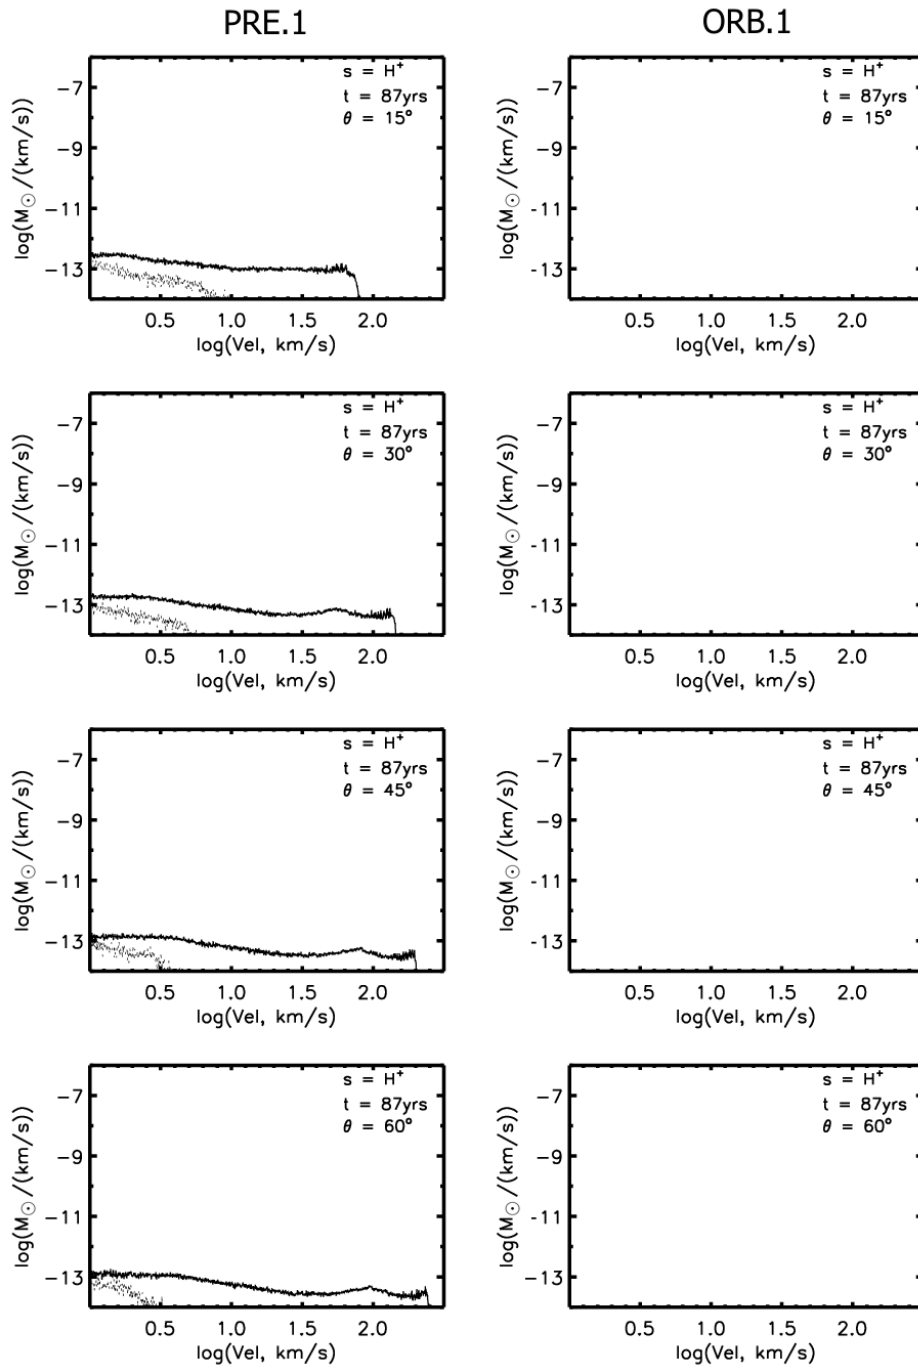 PRE.1 ORB.1
s = H⁺
t = 87yrs
θ = 15°
log(M⊙/(km/s))
−7
−9
−11
−13
0.5 1.0 1.5 2.0
log(Vel, km/s)
s = H⁺
t = 87yrs
θ = 15°
log(M⊙/(km/s))
−7
−9
-11
−13
0.5 1.0 1.5 2.0
log(Vel, km/s)
s = H⁺
t = 87yrs
θ = 30°
log(M⊙/(km/s))
−7
−9
−11
−13
0.5 1.0 1.5 2.0
log(Vel, km/s)
s = H⁺
t = 87yrs
θ = 30°
log(M⊙/(km/s))
−7
−9
-11
−13
0.5 1.0 1.5 2.0
log(Vel, km/s)
s = H⁺
t = 87yrs
θ = 45°
log(M⊙/(km/s))
−7
−9
−11
−13
0.5 1.0 1.5 2.0
log(Vel, km/s)
s = H⁺
t = 87yrs
θ = 45°
log(M⊙/(km/s))
−7
−9
-11
−13
0.5 1.0 1.5 2.0
log(Vel, km/s)
s = H⁺
t = 87yrs
θ = 60°
log(M⊙/(km/s))
−7
−9
−11
−13
0.5 1.0 1.5 2.0
log(Vel, km/s)
s = H⁺
t = 87yrs
θ = 60°
log(M⊙/(km/s))
−7
−9
-11
−13
0.5 1.0 1.5 2.0
log(Vel, km/s)